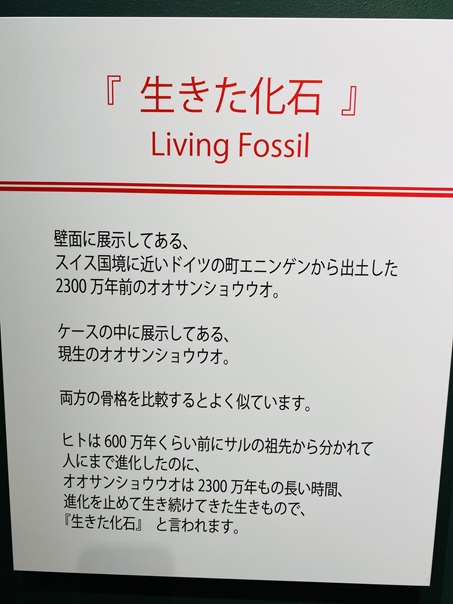 『 生きた化石 』
Living Fossil
壁面に展示してある、
スイス国境に近いドイツの町エニンゲンから出土した
2300 万年前のオオサンショウウオ。
ケースの中に展示してある、
現生のオオサンショウウオ。
両方の骨格を比較するとよく似ています。
ヒトは 600 万年くらい前にサルの祖先から分かれて
人にまで進化したのに、
オオサンショウウオは 2300 万年もの長い時間、
進化を止めて生き続けてきた生きもので、
『生きた化石』 と言われます。